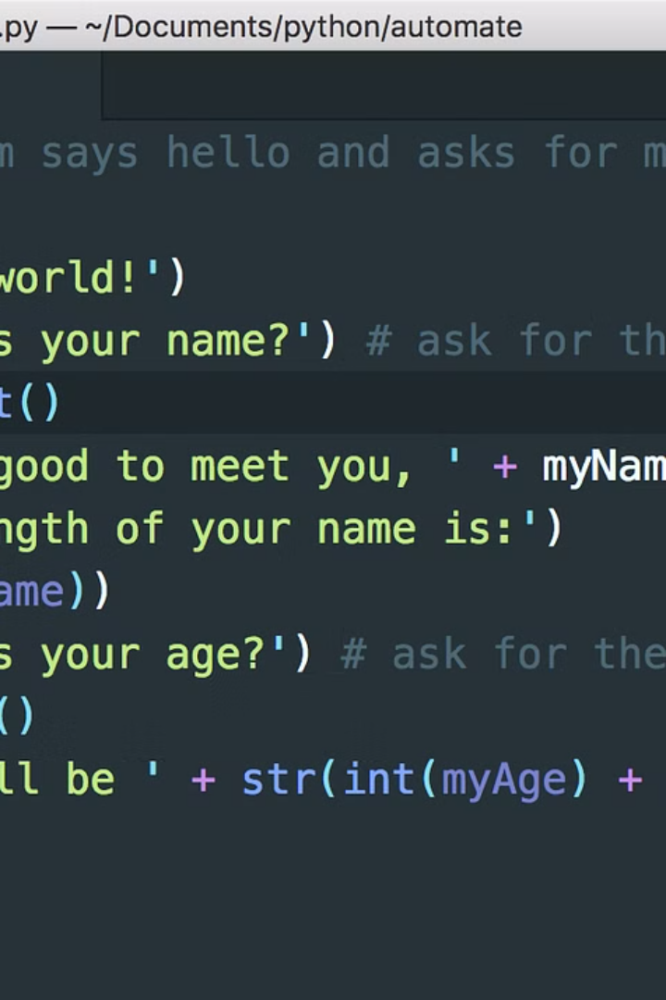 .py — ~/Documents/python/automate
m says hello and asks for m
world!')
s your name?') # ask for th
t()
good to meet you, ' + myNam
ngth of your name is:')
ame))
s your age?') # ask for the
()
ll be ' + str(int(myAge) +